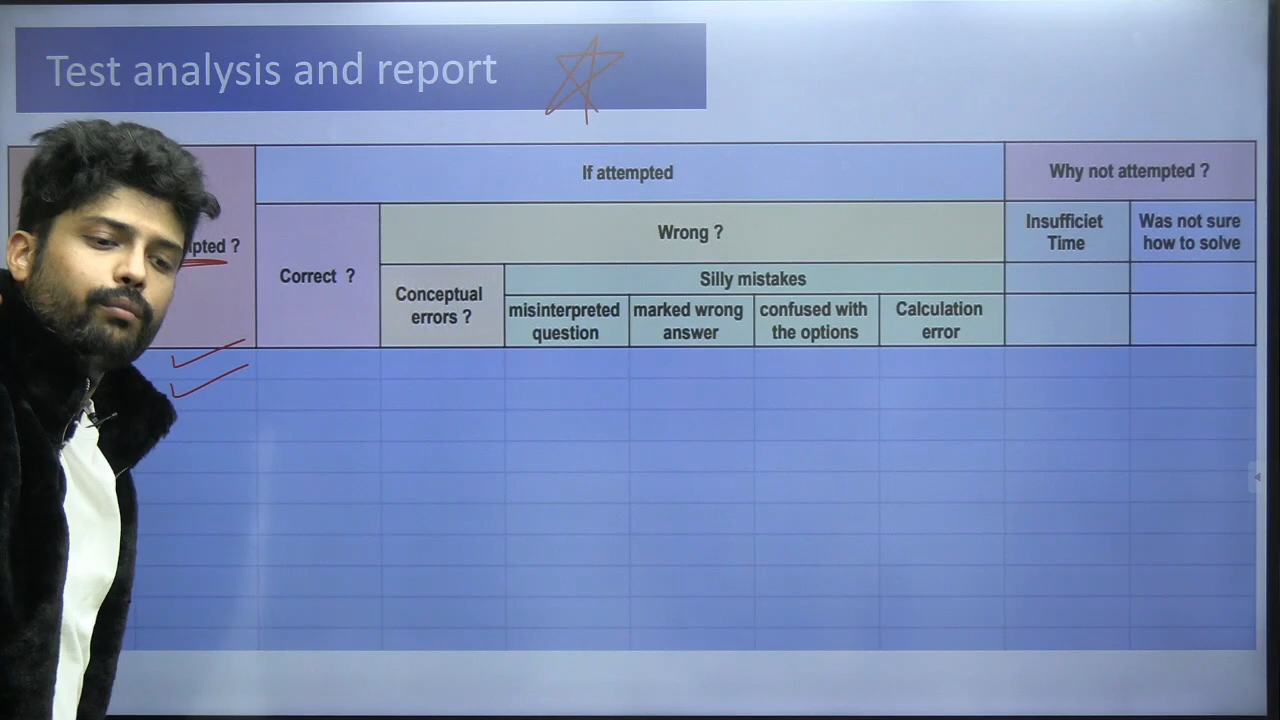 Test analysis and report
If attempted
Why not attempted ?
Wrong ?
Insufficiet
Time
Was not sure
how to solve
Correct ?
Conceptual
errors ?
Silly mistakes
misinterpreted
question
marked wrong
answer
confused with
the options
Calculation
error